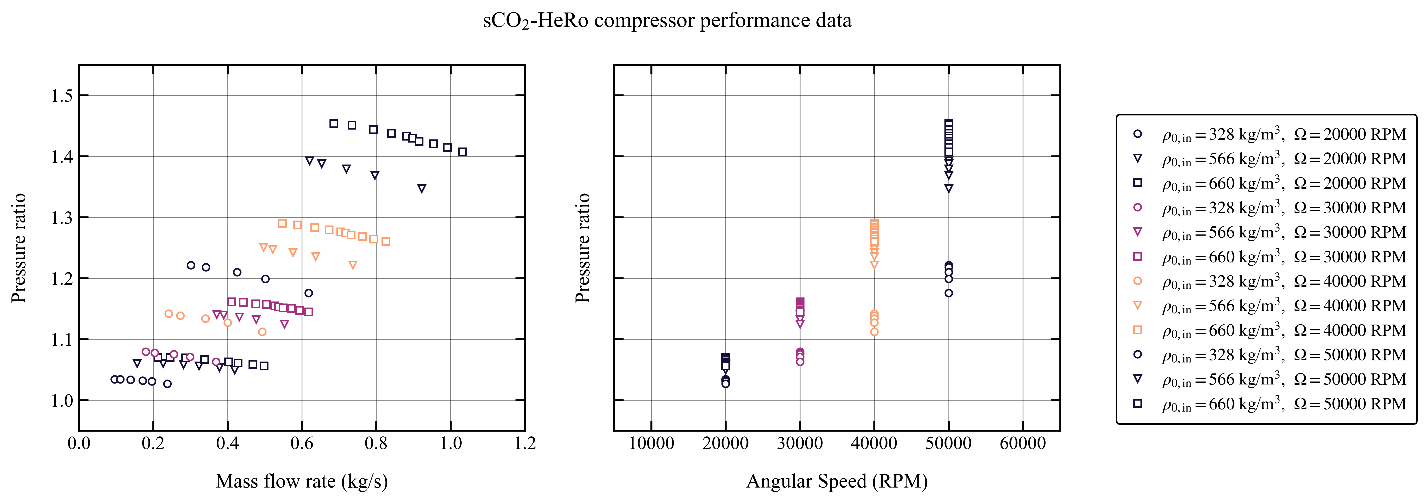 sCO₂-HeRo compressor performance data
Pressure ratio
1.5
1.4
1.3
1.2
1.1
1.0
0.0 0.2 0.4 0.6 0.8 1.0 1.2
Mass flow rate (kg/s)
Pressure ratio
10000 20000 30000 40000 50000 60000
Angular Speed (RPM)
ρ₀,in = 328 kg/m³, Ω = 20000 RPM
ρ₀,in = 566 kg/m³, Ω = 20000 RPM
ρ₀,in = 660 kg/m³, Ω = 20000 RPM
ρ₀,in = 328 kg/m³, Ω = 30000 RPM
ρ₀,in = 566 kg/m³, Ω = 30000 RPM
ρ₀,in = 660 kg/m³, Ω = 30000 RPM
ρ₀,in = 328 kg/m³, Ω = 40000 RPM
ρ₀,in = 566 kg/m³, Ω = 40000 RPM
ρ₀,in = 660 kg/m³, Ω = 40000 RPM
ρ₀,in = 328 kg/m³, Ω = 50000 RPM
ρ₀,in = 566 kg/m³, Ω = 50000 RPM
ρ₀,in = 660 kg/m³, Ω = 50000 RPM